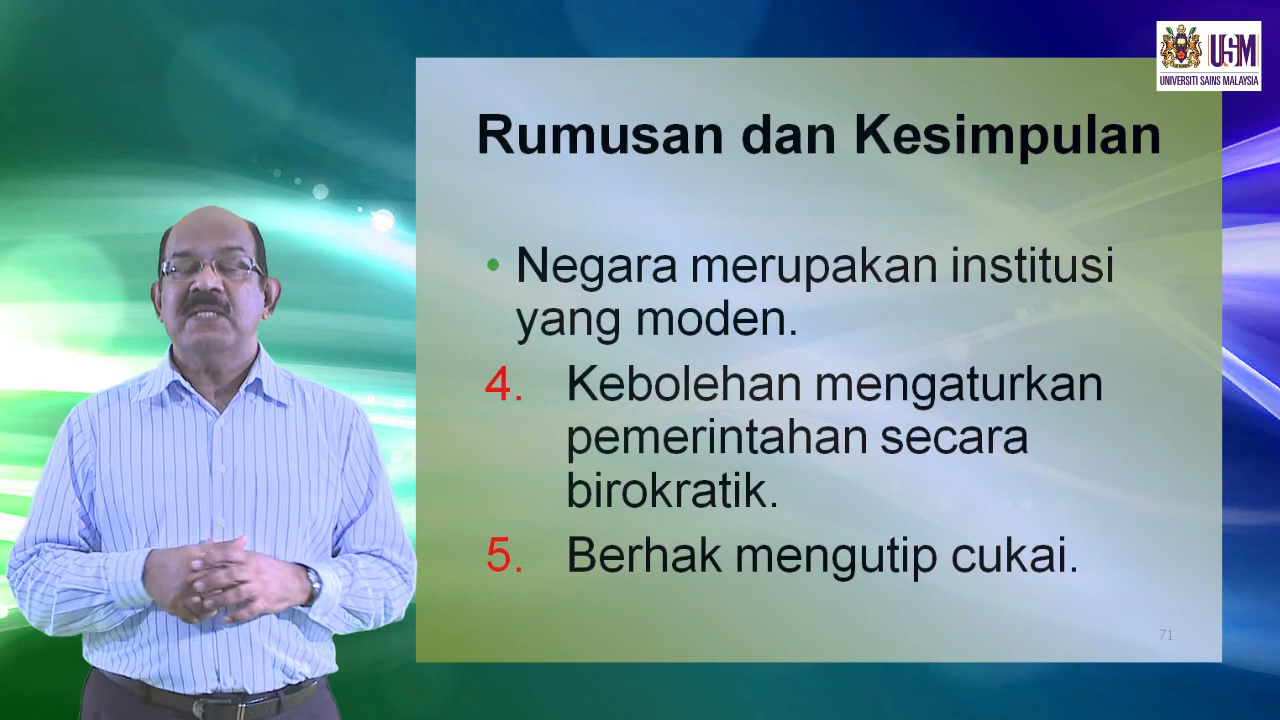 USM
UNIVERSITI SAINS MALAYSIA
Rumusan dan Kesimpulan
• Negara merupakan institusi
yang moden.
4. Kebolehan mengaturkan
pemerintahan secara
birokratik.
5. Berhak mengutip cukai.
71